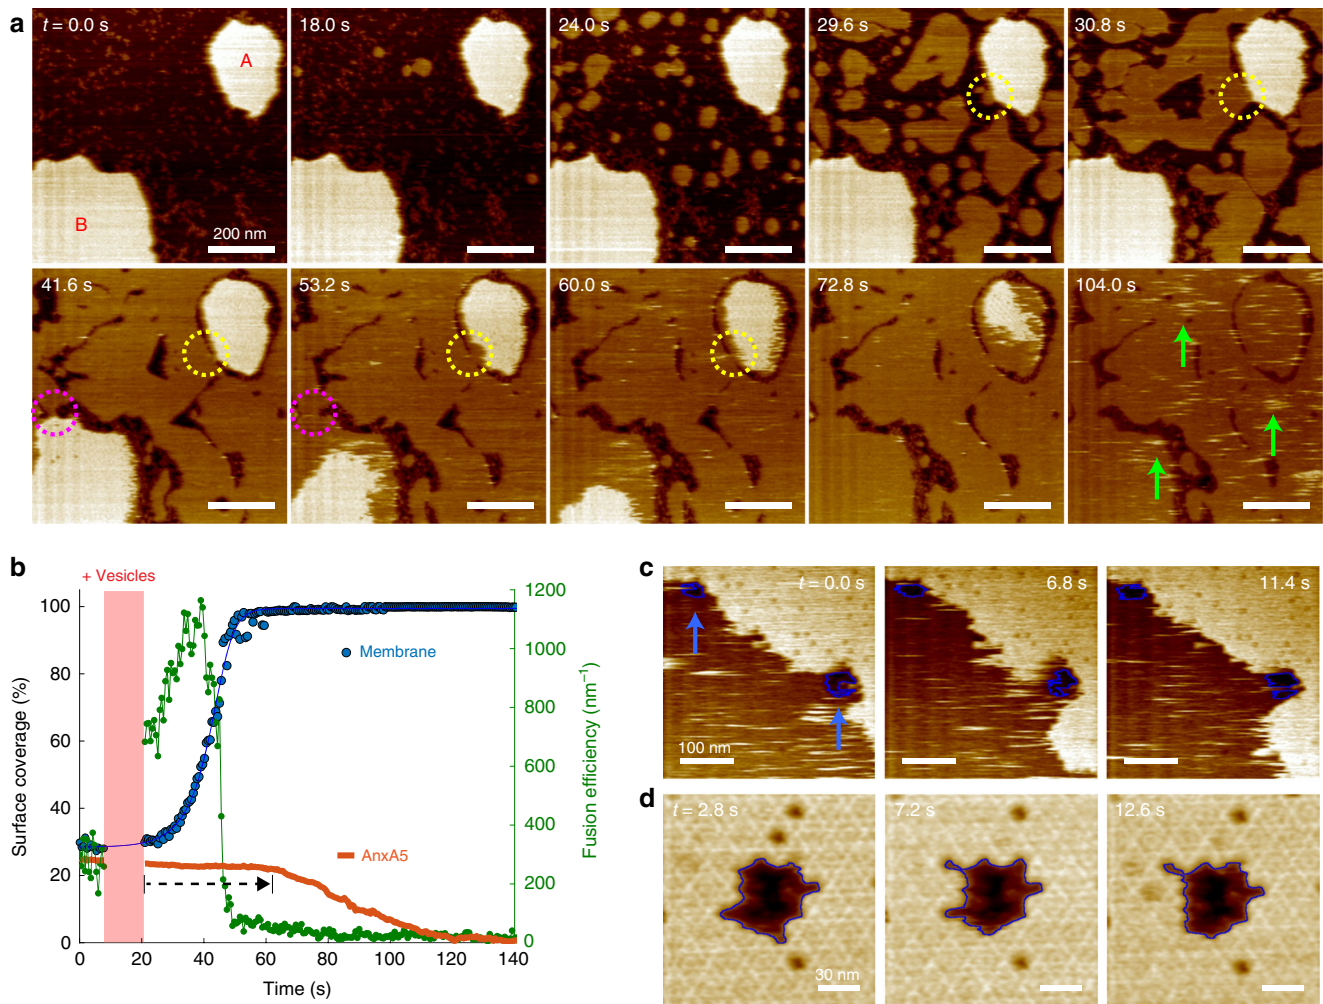 a
t = 0.0 s
18.0 s
24.0 s
29.6 s
30.8 s
A
B
200 nm
41.6 s
53.2 s
60.0 s
72.8 s
104.0 s
b
+ Vesicles
100
80
60
40
20
0
Surface coverage (%)
Membrane
AnxA5
1200
1000
800
600
400
200
0
Fusion efficiency (nm⁻¹)
0
20
40
60
80
100
120
140
Time (s)
c
t = 0.0 s
6.8 s
11.4 s
100 nm
d
t = 2.8 s
7.2 s
12.6 s
30 nm